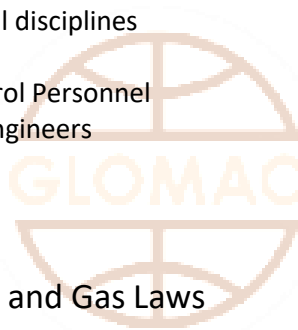 l disciplines
rol Personnel
ngineers
GLOMAC
and Gas Laws